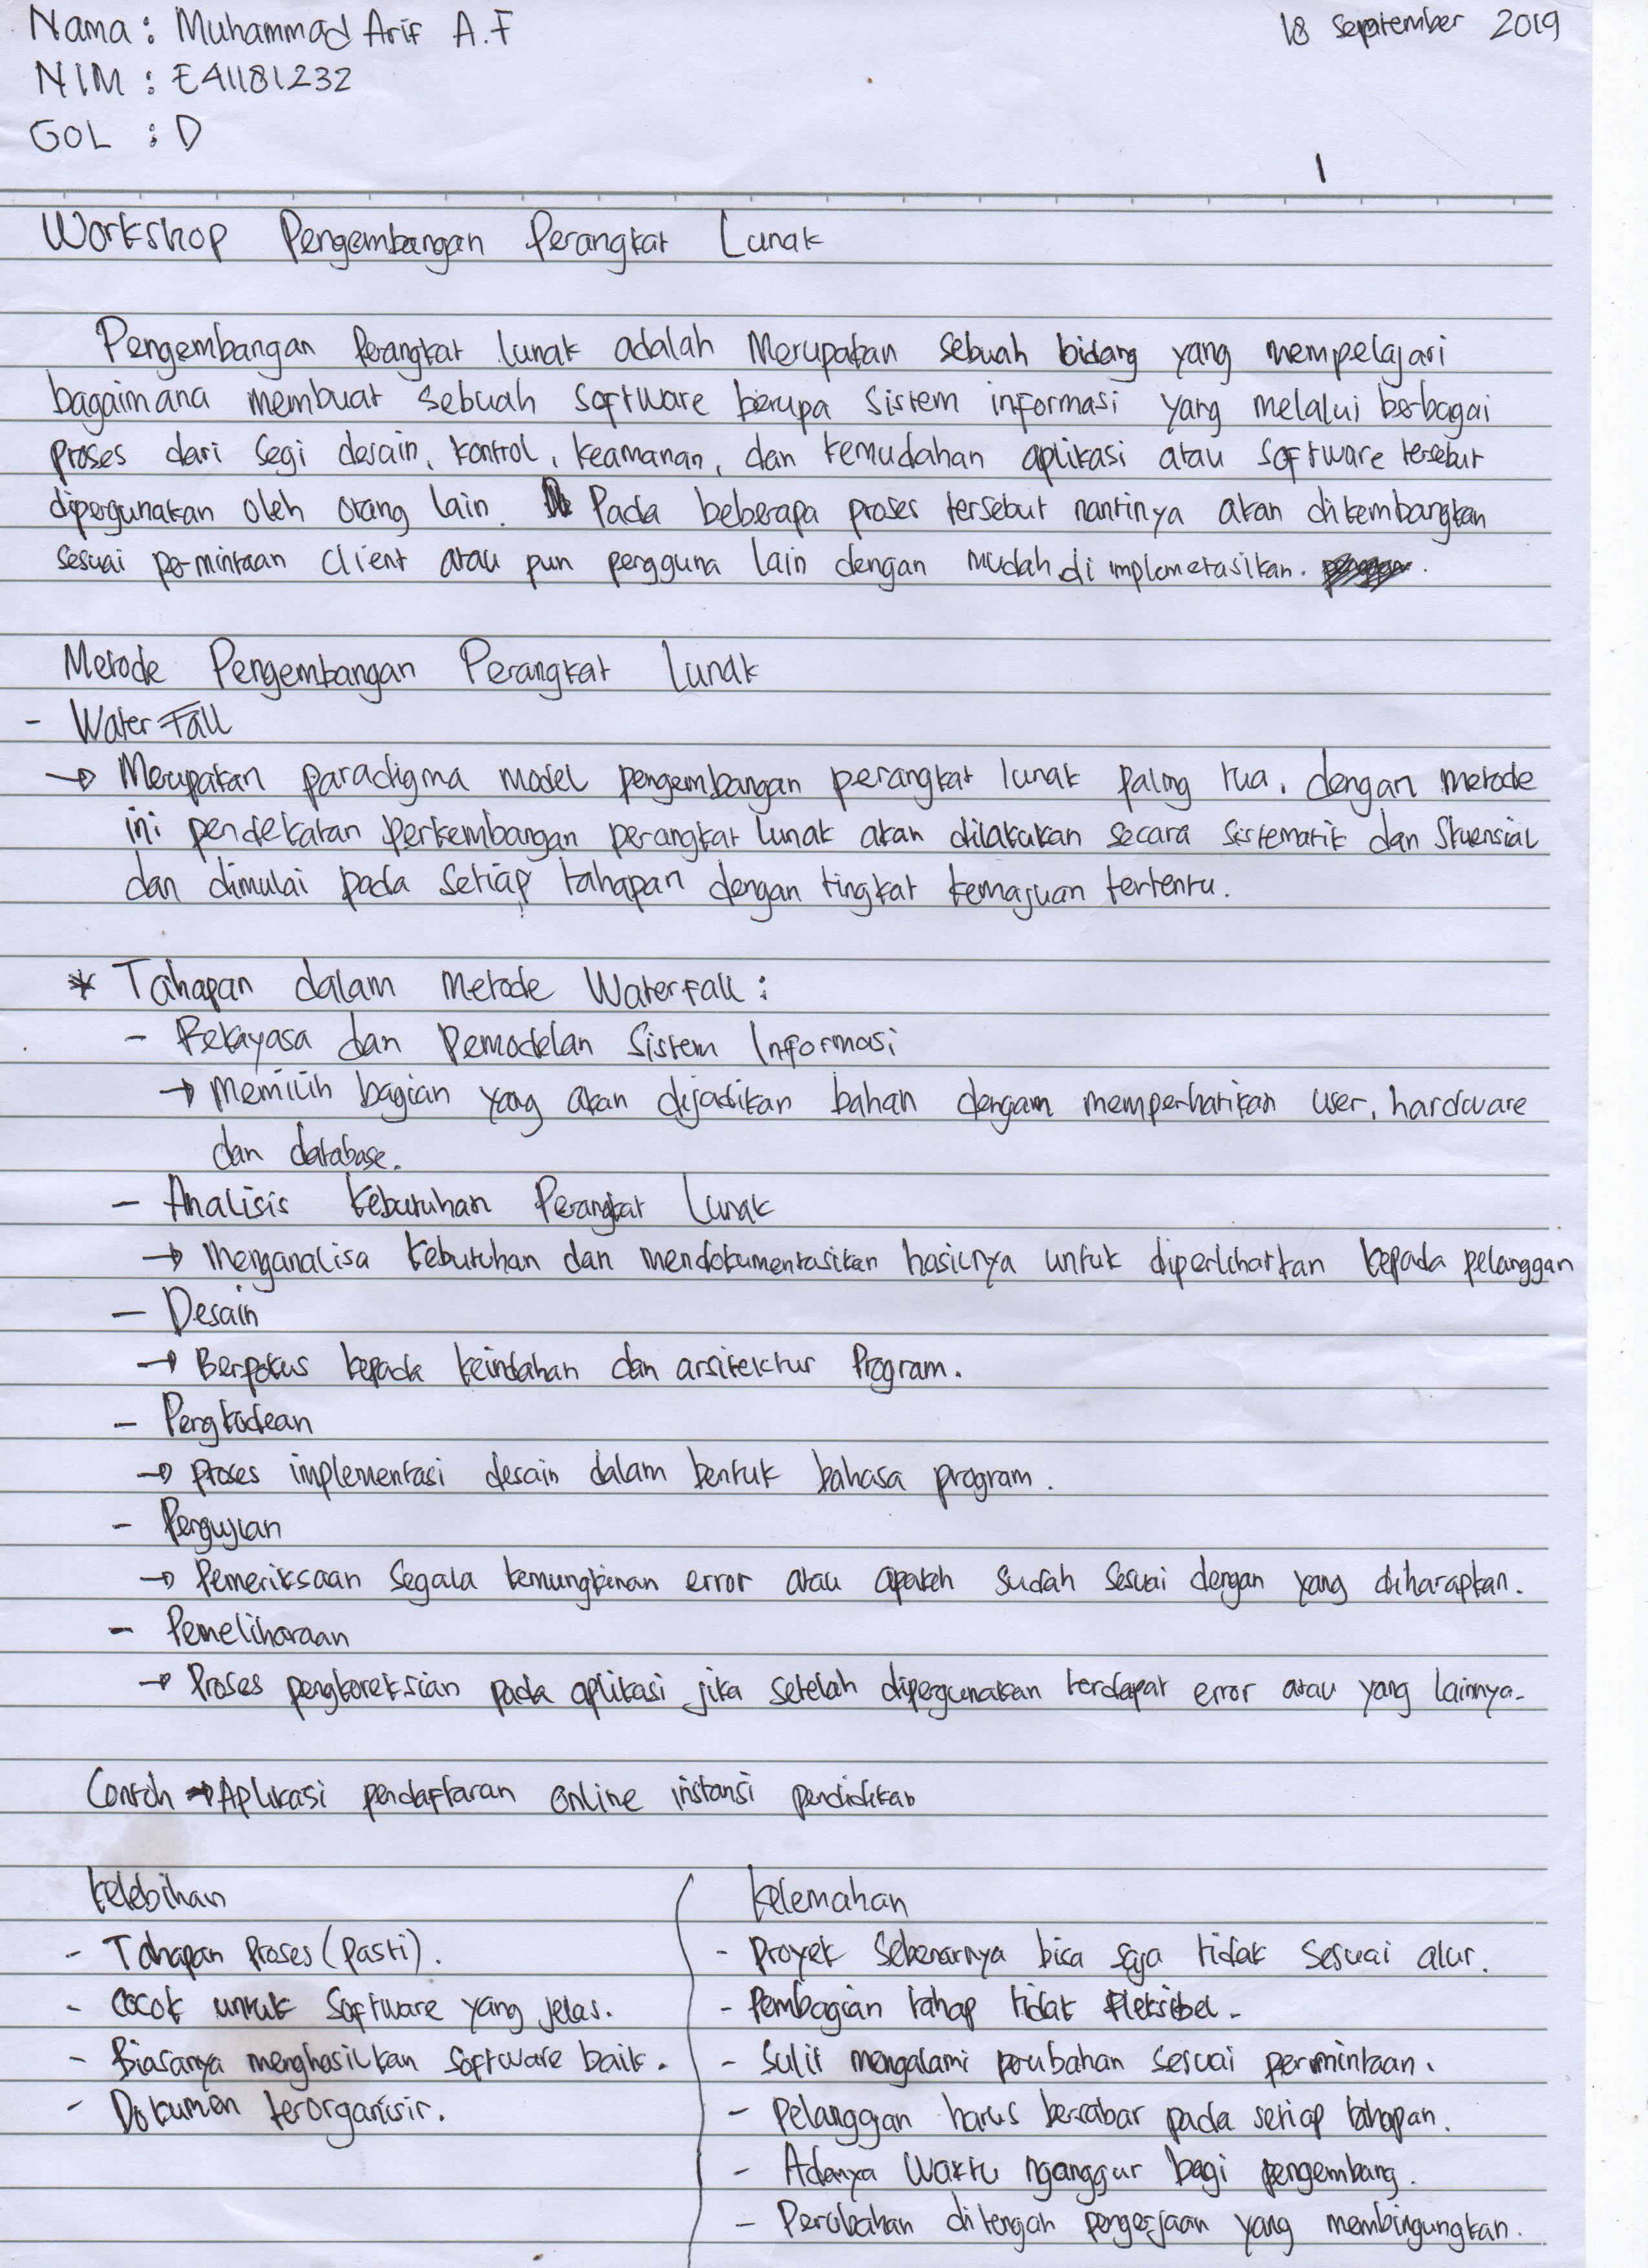 Nama : Muhammad Arif A.F
18 September 2019
NIM : E41181232
GOL : D
1
Workshop Pengembangan Perangkat Lunak
Pengembangan Perangkat lunak adalah Merupakan sebuah bidang yang mempelajari
bagaimana membuat sebuah software berupa sistem informasi yang melalui berbagai
proses dari segi desain, kontrol, keamanan, dan kemudahan aplikasi atau software tersebut
dipergunakan oleh orang lain. Pada beberapa proses tersebut nantinya akan dikembangkan
sesuai permintaan client atau pun pengguna lain dengan mudah di implemetasikan.
Metode Pengembangan Perangkat Lunak
- Water Fall
→ Merupakan paradigma model pengembangan perangkat lunak paling tua, dengan metode
ini pendekatan perkembangan perangkat lunak akan dilakukan secara sistematik dan Skuensial
dan dimulai pada setiap tahapan dengan tingkat kemajuan tertentu.
* Tahapan dalam Metode Waterfall :
- Rekayasa dan Pemodelan Sistem Informasi
→ Memilih bagian yang akan dijadikan bahan dengan memperhatikan user, hardware
dan database.
- Analisis kebutuhan Perangkat Lunak
→ Menganalisa kebutuhan dan mendokumentasikan hasilnya untuk diperlihatkan kepada pelanggan
- Desain
→ Berfokus kepada keindahan dan arsitektur Program.
- Pengkodean
→ proses implementasi desain dalam bentuk bahasa program.
- Pengujian
→ Pemeriksaan segala kemungkinan error atau apakah sudah sesuai dengan yang diharapkan.
- Pemeliharaan
→ Proses pengkoreksian pada aplikasi jika setelah dipergunakan terdapat error atau yang lainnya.
Contoh → Aplikasi pendaftaran online instansi pendidikan
Kelebihan
- Tahapan Proses (Pasti).
- Cocok untuk Software yang jelas.
- Biasanya menghasilkan software baik.
- Dokumen terorganisir.
Kelemahan
- Proyek sebenarnya bisa saja tidak sesuai alur.
- Pembagian tahap tidak Fleksibel.
- Sulit mengalami perubahan sesuai permintaan.
- Pelanggan harus bersabar pada setiap tahapan.
- Adanya Waktu nganggur bagi pengembang.
- Perubahan ditengah pengerjaan yang membingungkan.